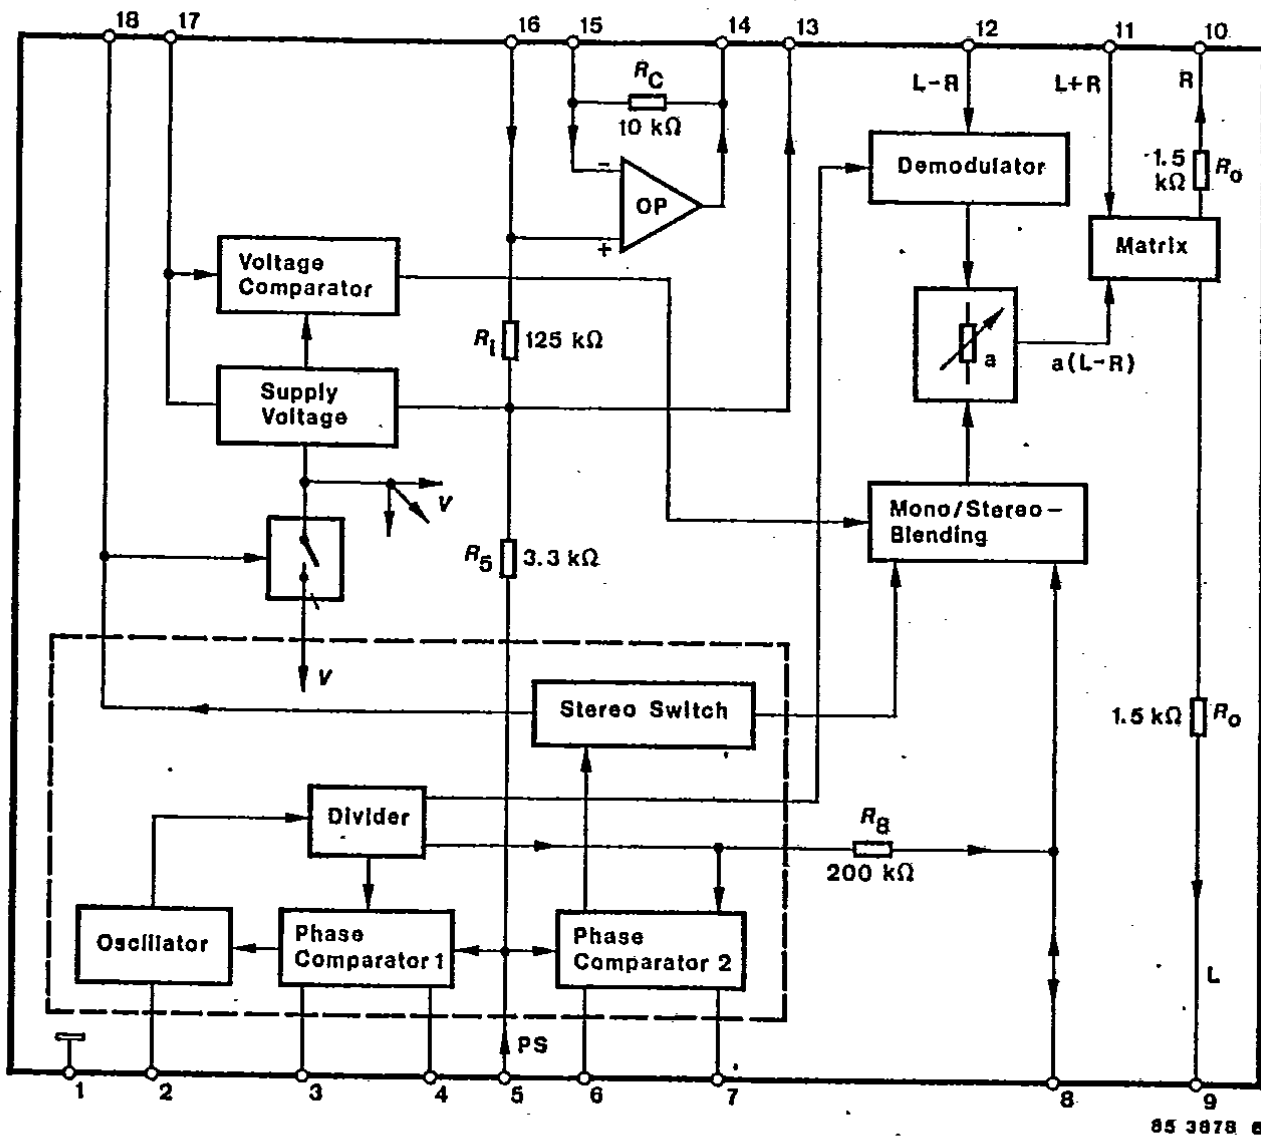 18
17
16
15
14
13
12
11
10
R_C
10 kΩ
L-R
L+R
R
-
OP
+
Demodulator
1.5
kΩ
R_o
Matrix
Voltage
Comparator
R_i
125 kΩ
a
a(L-R)
Supply
Voltage
V
R_5
3.3 kΩ
Mono/Stereo-
Blending
V
Stereo Switch
1.5 kΩ
R_o
Divider
R_8
200 kΩ
Oscillator
Phase
Comparator 1
Phase
Comparator 2
L
PS
1
2
3
4
5
6
7
8
9
85 3878